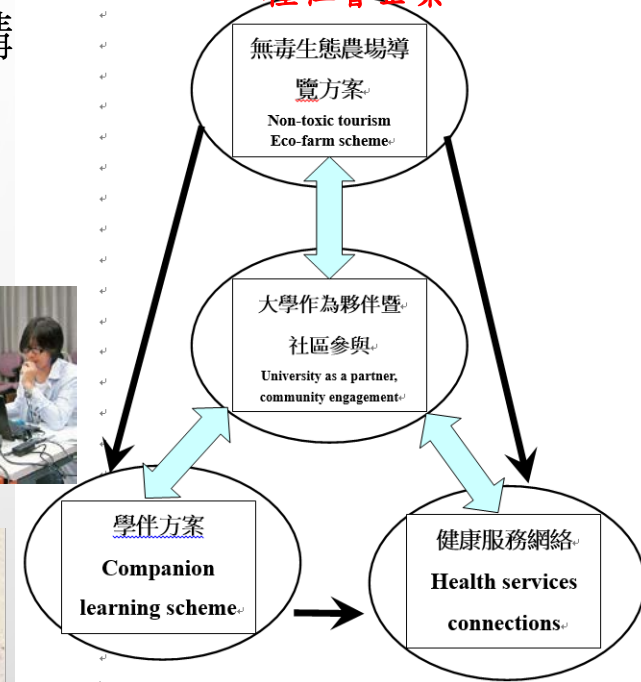 無毒生態農場導
覽方案
Non-toxic tourism
Eco-farm scheme
大學作為夥伴暨
社區參與
University as a partner,
community engagement
學伴方案
Companion
learning scheme
健康服務網絡
Health services
connections